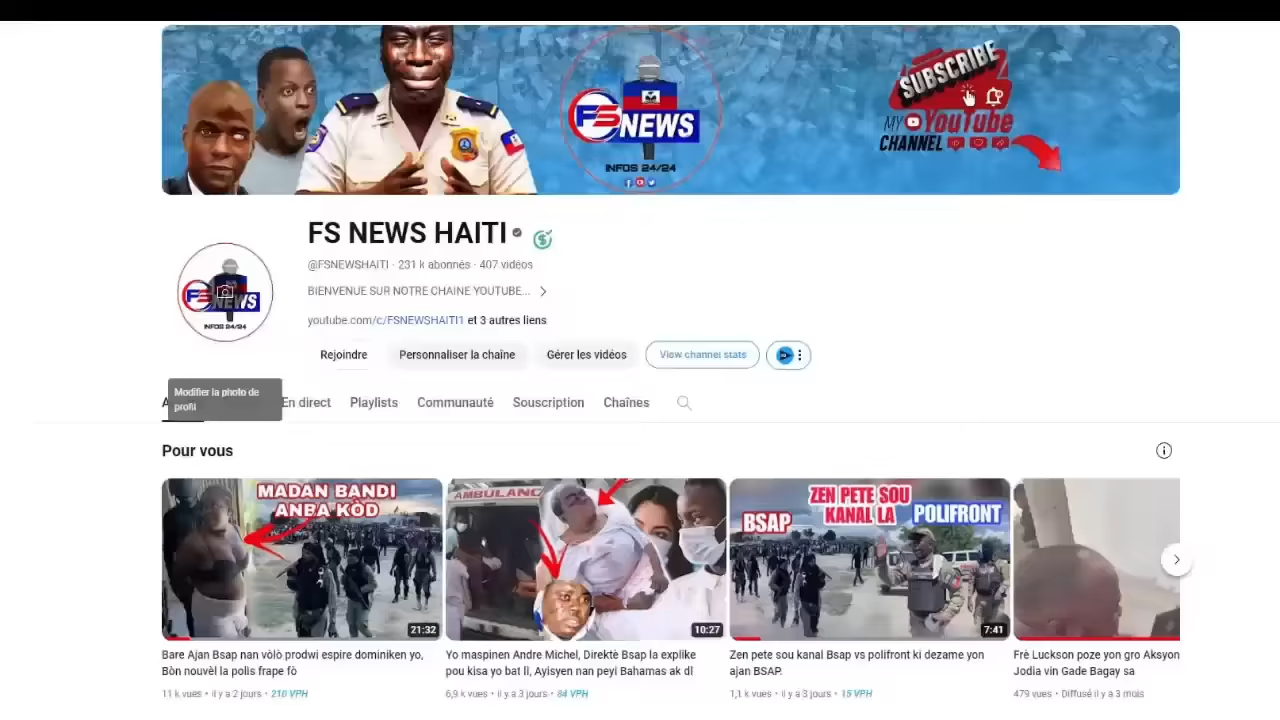 SUBSCRIBE
MY YouTube
CHANNEL
FS NEWS
INFOS 24/24
FS NEWS HAITI
@FSNEWSHAITI · 231 k abonnés · 407 vidéos
BIENVENUE SUR NOTRE CHAINE YOUTUBE...
youtube.com/c/FSNEWSHAITI1 et 3 autres liens
FS NEWS
INFOS 24/24
Rejoindre
Personnaliser la chaîne
Gérer les vidéos
View channel stats
Modifier la photo de
profil
En direct
Playlists
Communauté
Souscription
Chaînes
Pour vous
MADAN BANDI
ANBA KÒD
21:32
AMBULANC
10:27
ZEN PETE SOU
KANAL LA
BSAP
POLIFRONT
7:41
Bare Ajan Bsap nan vòlò prodwi espire dominiken yo,
Bòn nouvèl la polis frape fò
11 k vues • il y a 2 jours • 210 VPH
Yo maspinen Andre Michel, Direktè Bsap la explike
pou kisa yo bat li, Ayisyen nan peyi Bahamas ak dl
6,9 k vues • il y a 3 jours • 84 VPH
Zen pete sou kanal Bsap vs polifront ki dezame yon
ajan BSAP.
1,1 k vues • il y a 3 jours • 15 VPH
Frè Luckson poze yon gro Aksyon
Jodia vin Gade Bagay sa
479 vues • Diffusé il y a 3 mois